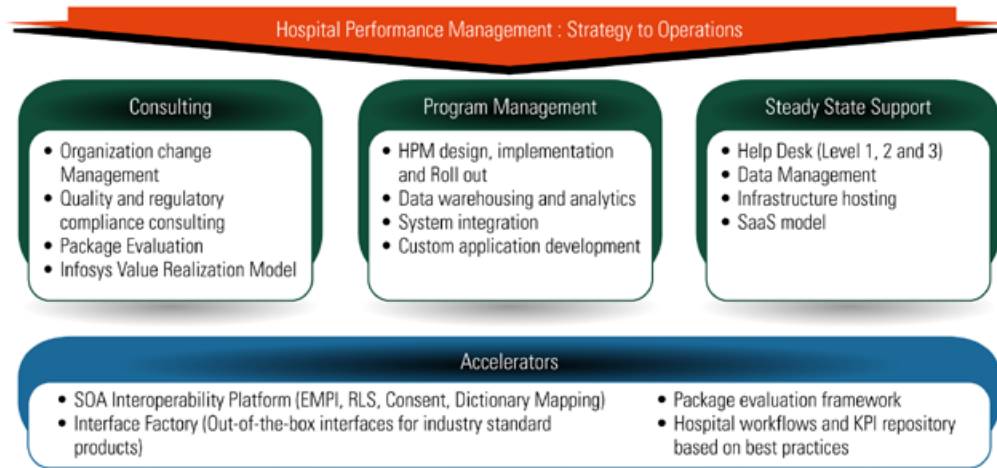 Hospital Performance Management : Strategy to Operations
Consulting
• Organization change
Management
• Quality and regulatory
compliance consulting
• Package Evaluation
• Infosys Value Realization Model
Program Management
• HPM design, implementation
and Roll out
• Data warehousing and analytics
• System integration
• Custom application development
Steady State Support
• Help Desk (Level 1, 2 and 3)
• Data Management
• Infrastructure hosting
• SaaS model
Accelerators
• SOA Interoperability Platform (EMPI, RLS, Consent, Dictionary Mapping)
• Interface Factory (Out-of-the-box interfaces for industry standard
products)
• Package evaluation framework
• Hospital workflows and KPI repository
based on best practices